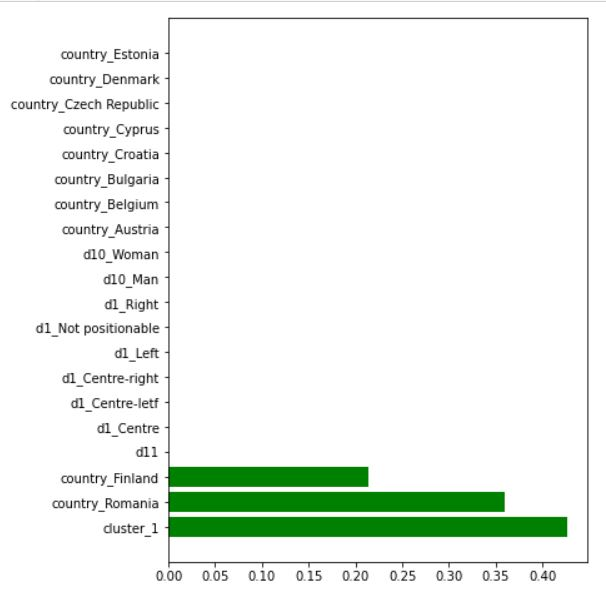 country_Estonia
country_Denmark
country_Czech Republic
country_Cyprus
country_Croatia
country_Bulgaria
country_Belgium
country_Austria
d10_Woman
d10_Man
d1_Right
d1_Not positionable
d1_Left
d1_Centre-right
d1_Centre-letf
d1_Centre
d11
country_Finland
country_Romania
cluster_1
0.00 0.05 0.10 0.15 0.20 0.25 0.30 0.35 0.40